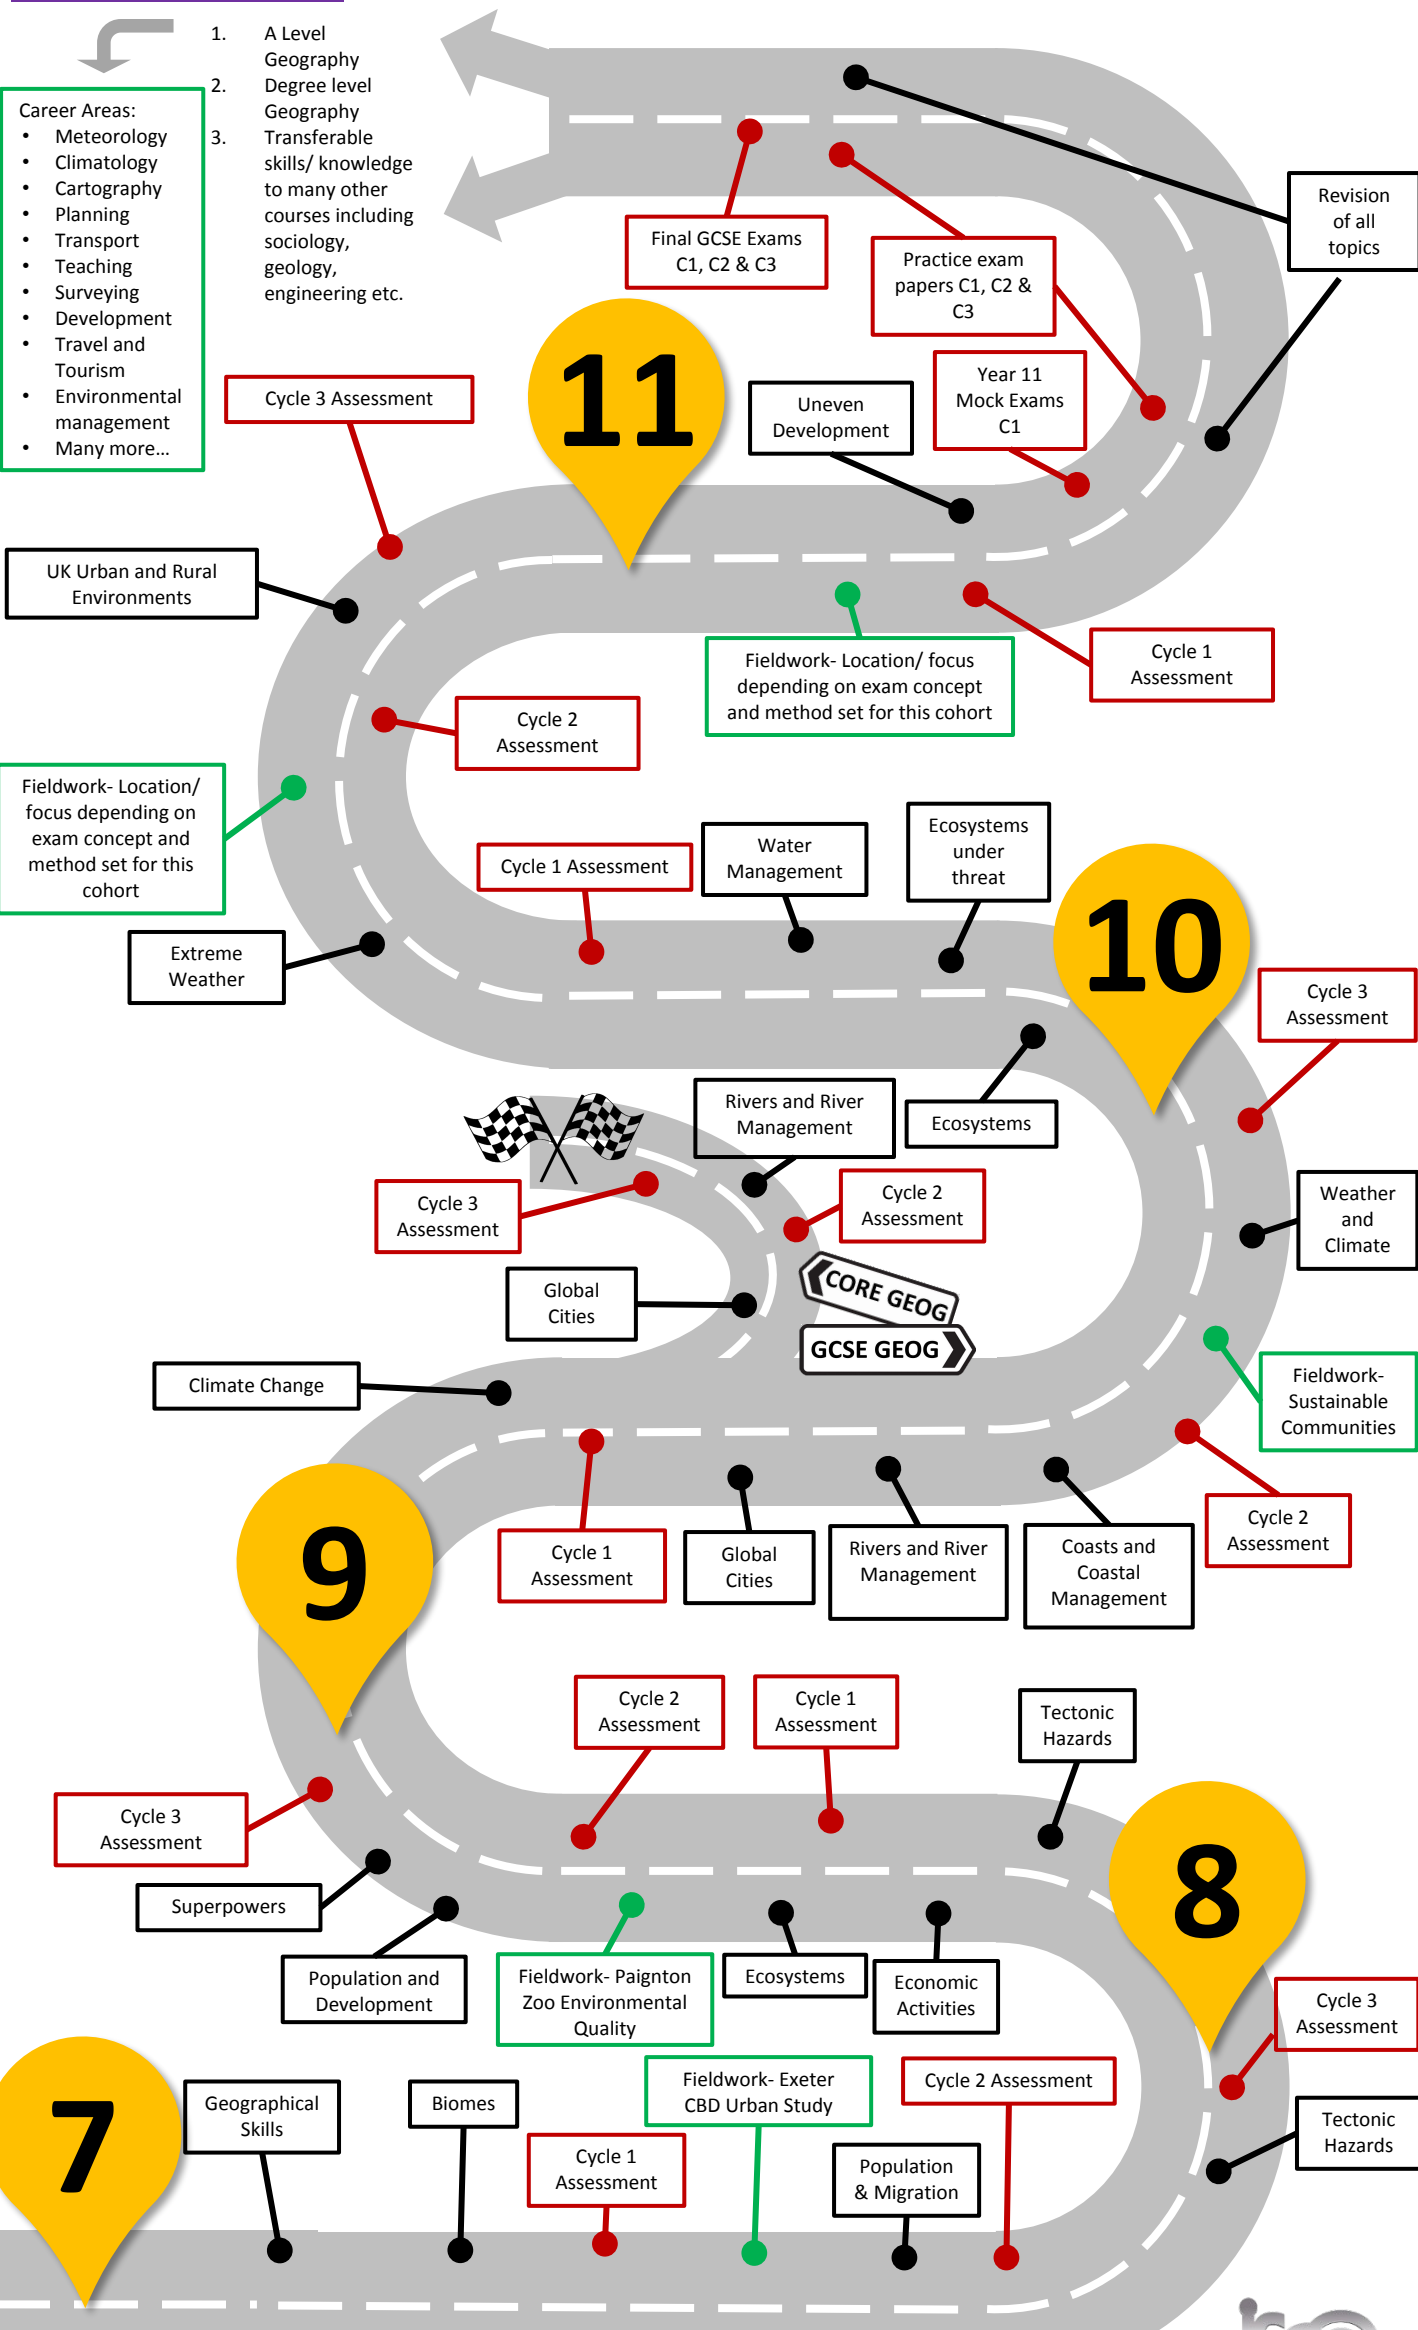 1. A Level
Geography
2. Degree level
Geography
3. Transferable
skills/ knowledge
to many other
courses including
sociology,
geology,
engineering etc.
Career Areas:
• Meteorology
• Climatology
• Cartography
• Planning
• Transport
• Teaching
• Surveying
• Development
• Travel and
Tourism
• Environmental
management
• Many more...
Revision
of all
topics
Final GCSE Exams
C1, C2 & C3
Practice exam
papers C1, C2 &
C3
Year 11
Mock Exams
C1
Uneven
Development
11
Cycle 3 Assessment
UK Urban and Rural
Environments
Fieldwork- Location/ focus
depending on exam concept
and method set for this cohort
Cycle 1
Assessment
Cycle 2
Assessment
Fieldwork- Location/
focus depending on
exam concept and
method set for this
cohort
Cycle 1 Assessment
Water
Management
Ecosystems
under
threat
10
Extreme
Weather
Cycle 3
Assessment
Rivers and River
Management
Ecosystems
Cycle 3
Assessment
Cycle 2
Assessment
Weather
and
Climate
Global
Cities
CORE GEOG
GCSE GEOG
Climate Change
Fieldwork-
Sustainable
Communities
9
Cycle 1
Assessment
Global
Cities
Rivers and River
Management
Coasts and
Coastal
Management
Cycle 2
Assessment
Cycle 2
Assessment
Cycle 1
Assessment
Tectonic
Hazards
Cycle 3
Assessment
8
Superpowers
Population and
Development
Fieldwork- Paignton
Zoo Environmental
Quality
Ecosystems
Economic
Activities
Cycle 3
Assessment
7
Geographical
Skills
Biomes
Cycle 1
Assessment
Fieldwork- Exeter
CBD Urban Study
Population
& Migration
Cycle 2 Assessment
Tectonic
Hazards